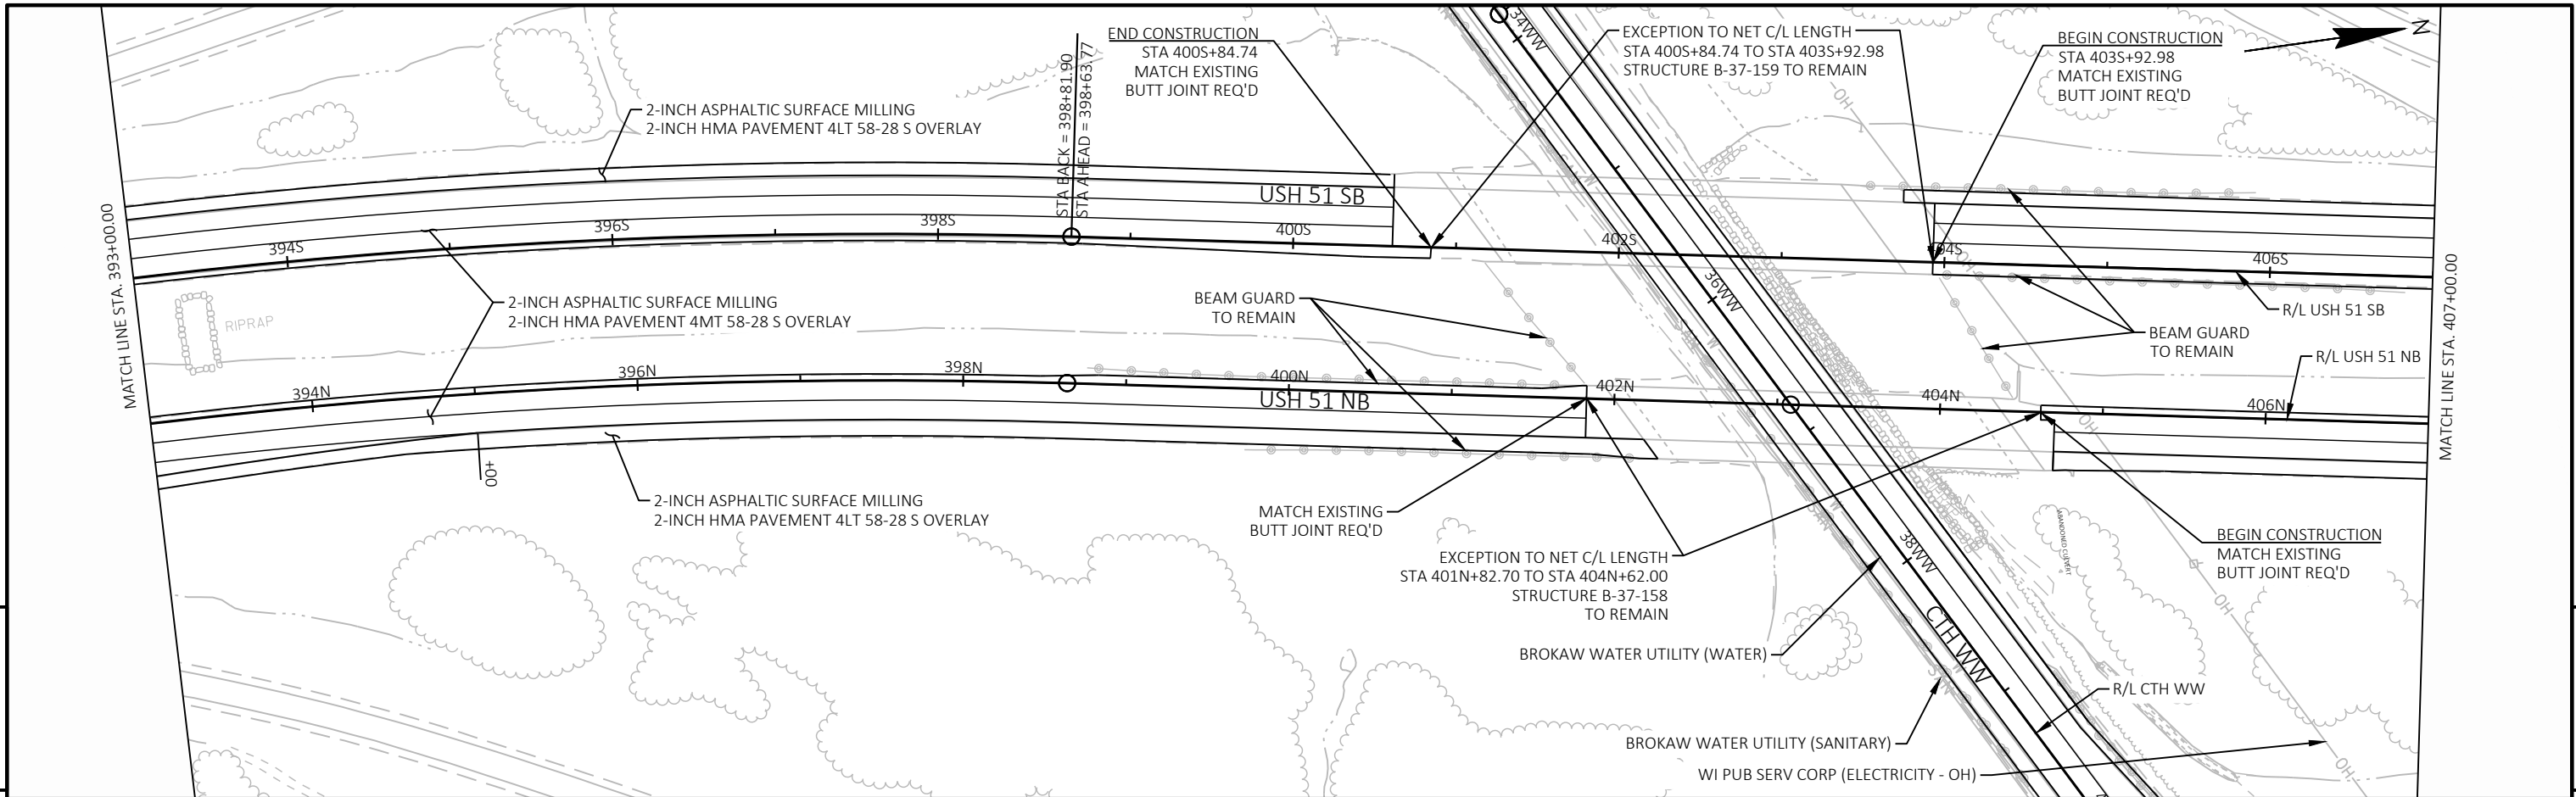 END CONSTRUCTION
STA 400S+84.74
MATCH EXISTING
BUTT JOINT REQ'D
STA BACK = 398+81.90
STA AHEAD = 398+63.77
34WW
EXCEPTION TO NET C/L LENGTH
STA 400S+84.74 TO STA 403S+92.98
STRUCTURE B-37-159 TO REMAIN
BEGIN CONSTRUCTION
STA 403S+92.98
MATCH EXISTING
BUTT JOINT REQ'D
N
2-INCH ASPHALTIC SURFACE MILLING
2-INCH HMA PAVEMENT 4LT 58-28 S OVERLAY
OH
USH 51 SB
394S
396S
398S
400S
402S
404S
406S
OH
MATCH LINE STA. 393+00.00
RIPRAP
2-INCH ASPHALTIC SURFACE MILLING
2-INCH HMA PAVEMENT 4MT 58-28 S OVERLAY
BEAM GUARD
TO REMAIN
36WW
R/L USH 51 SB
BEAM GUARD
TO REMAIN
R/L USH 51 NB
MATCH LINE STA. 407+00.00
394N
396N
398N
400N
402N
404N
406N
USH 51 NB
OH
+00
2-INCH ASPHALTIC SURFACE MILLING
2-INCH HMA PAVEMENT 4LT 58-28 S OVERLAY
MATCH EXISTING
BUTT JOINT REQ'D
EXCEPTION TO NET C/L LENGTH
STA 401N+82.70 TO STA 404N+62.00
STRUCTURE B-37-158
TO REMAIN
38WW
ABANDONED CULVERT
BEGIN CONSTRUCTION
MATCH EXISTING
BUTT JOINT REQ'D
OH
CTH WW
BROKAW WATER UTILITY (WATER)
R/L CTH WW
BROKAW WATER UTILITY (SANITARY)
WI PUB SERV CORP (ELECTRICITY - OH)
OH